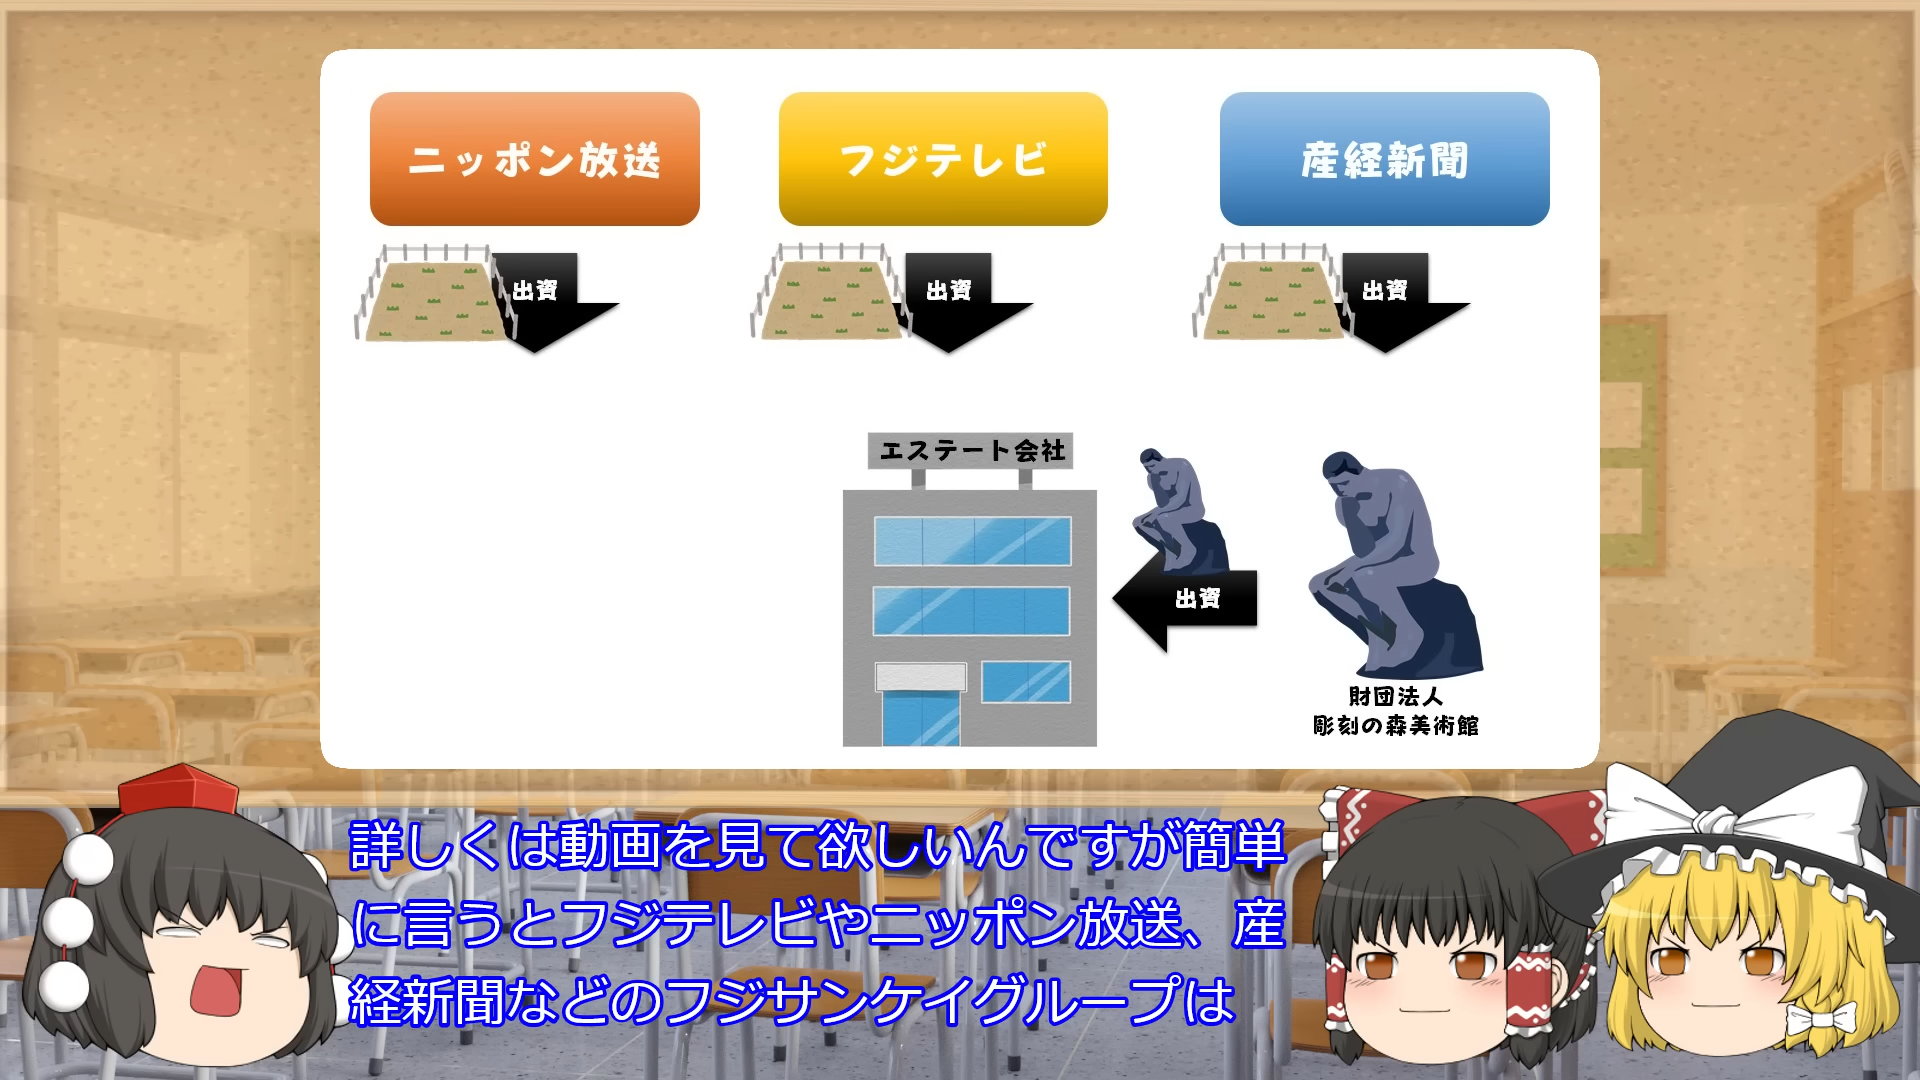 ニッポン放送
フジテレビ
産経新聞
出資
出資
出資
エステート会社
出資
財団法人
彫刻の森美術館
詳しくは動画を見て欲しいんですが簡単
に言うとフジテレビやニッポン放送、産
経新聞などのフジサンケイグループは